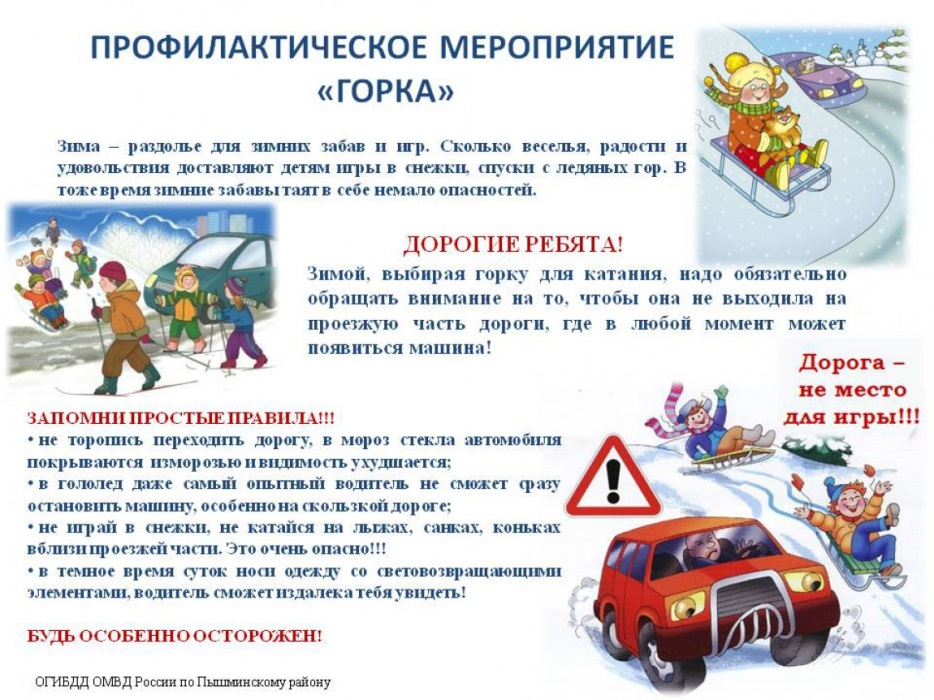 ПРОФИЛАКТИЧЕСКОЕ МЕРОПРИЯТИЕ
«ГОРКА»
Зима – раздолье для зимних забав и игр. Сколько веселья, радости и
удовольствия доставляют детям игры в снежки, спуски с ледяных гор. В
тоже время зимние забавы таят в себе немало опасностей.
ДОРОГИЕ РЕБЯТА!
Зимой, выбирая горку для катания, надо обязательно
обращать внимание на то, чтобы она не выходила на
проезжую часть дороги, где в любой момент может
появиться машина!
Дорога –
не место
для игры!!!
ЗАПОМНИ ПРОСТЫЕ ПРАВИЛА!!!
• не торопись переходить дорогу, в мороз стекла автомобиля
покрываются изморозью и видимость ухудшается;
• в гололед даже самый опытный водитель не сможет сразу
остановить машину, особенно на скользкой дороге;
• не играй в снежки, не катайся на лыжах, санках, коньках
вблизи проезжей части. Это очень опасно!!!
• в темное время суток носи одежду со световозвращающими
элементами, водитель сможет издалека тебя увидеть!
БУДЬ ОСОБЕННО ОСТОРОЖЕН!
ОГИБДД ОМВД России по Пышминскому району